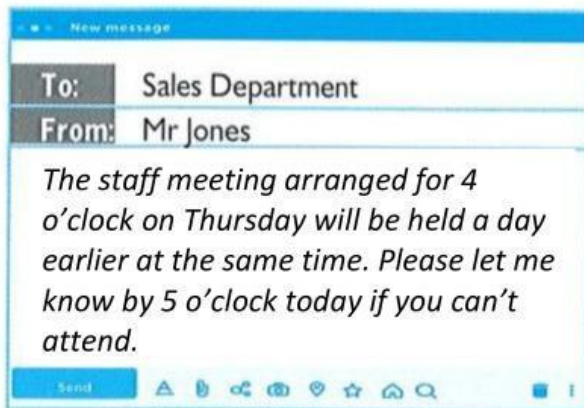 New message
To: Sales Department
From: Mr Jones
The staff meeting arranged for 4
o’clock on Thursday will be held a day
earlier at the same time. Please let me
know by 5 o’clock today if you can’t
attend.
Send